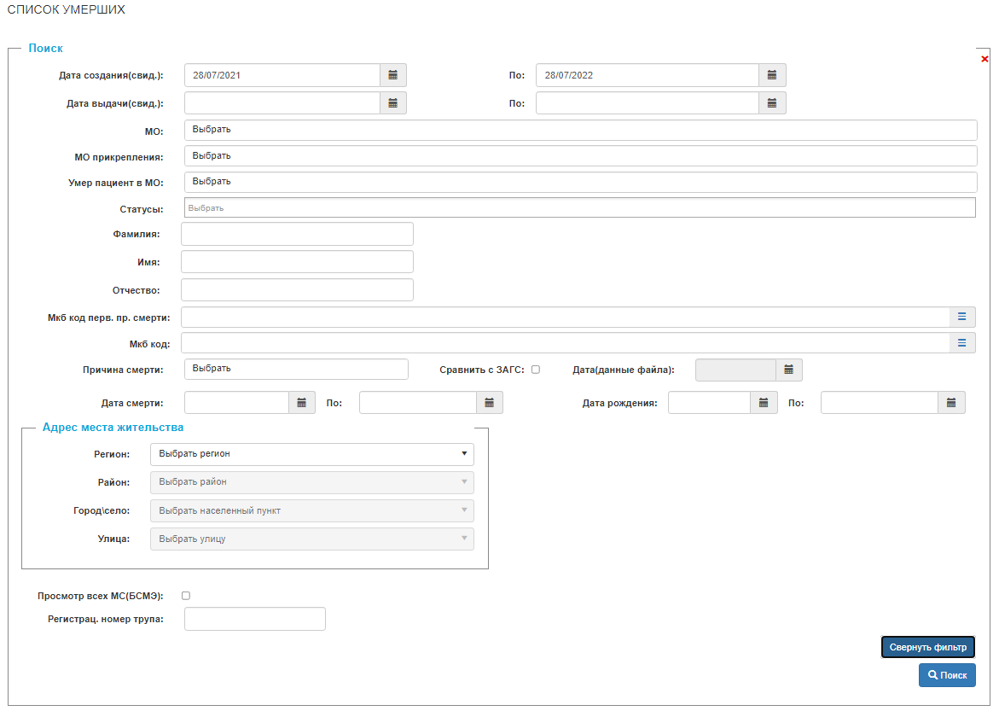 СПИСОК УМЕРШИХ
Поиск
Дата создания(свид.): 28/07/2021 По: 28/07/2022
Дата выдачи(свид.): По:
МО: Выбрать
МО прикрепления: Выбрать
Умер пациент в МО: Выбрать
Статусы: Выбрать
Фамилия:
Имя:
Отчество:
Мкб код перв. пр. смерти:
Мкб код:
Причина смерти: Выбрать Сравнить с ЗАГС: Дата(данные файла):
Дата смерти: По: Дата рождения: По:
Адрес места жительства
Регион: Выбрать регион
Район: Выбрать район
Город\село: Выбрать населенный пункт
Улица: Выбрать улицу
Просмотр всех МС(БСМЭ):
Регистрац. номер трупа:
Свернуть фильтр
Поиск